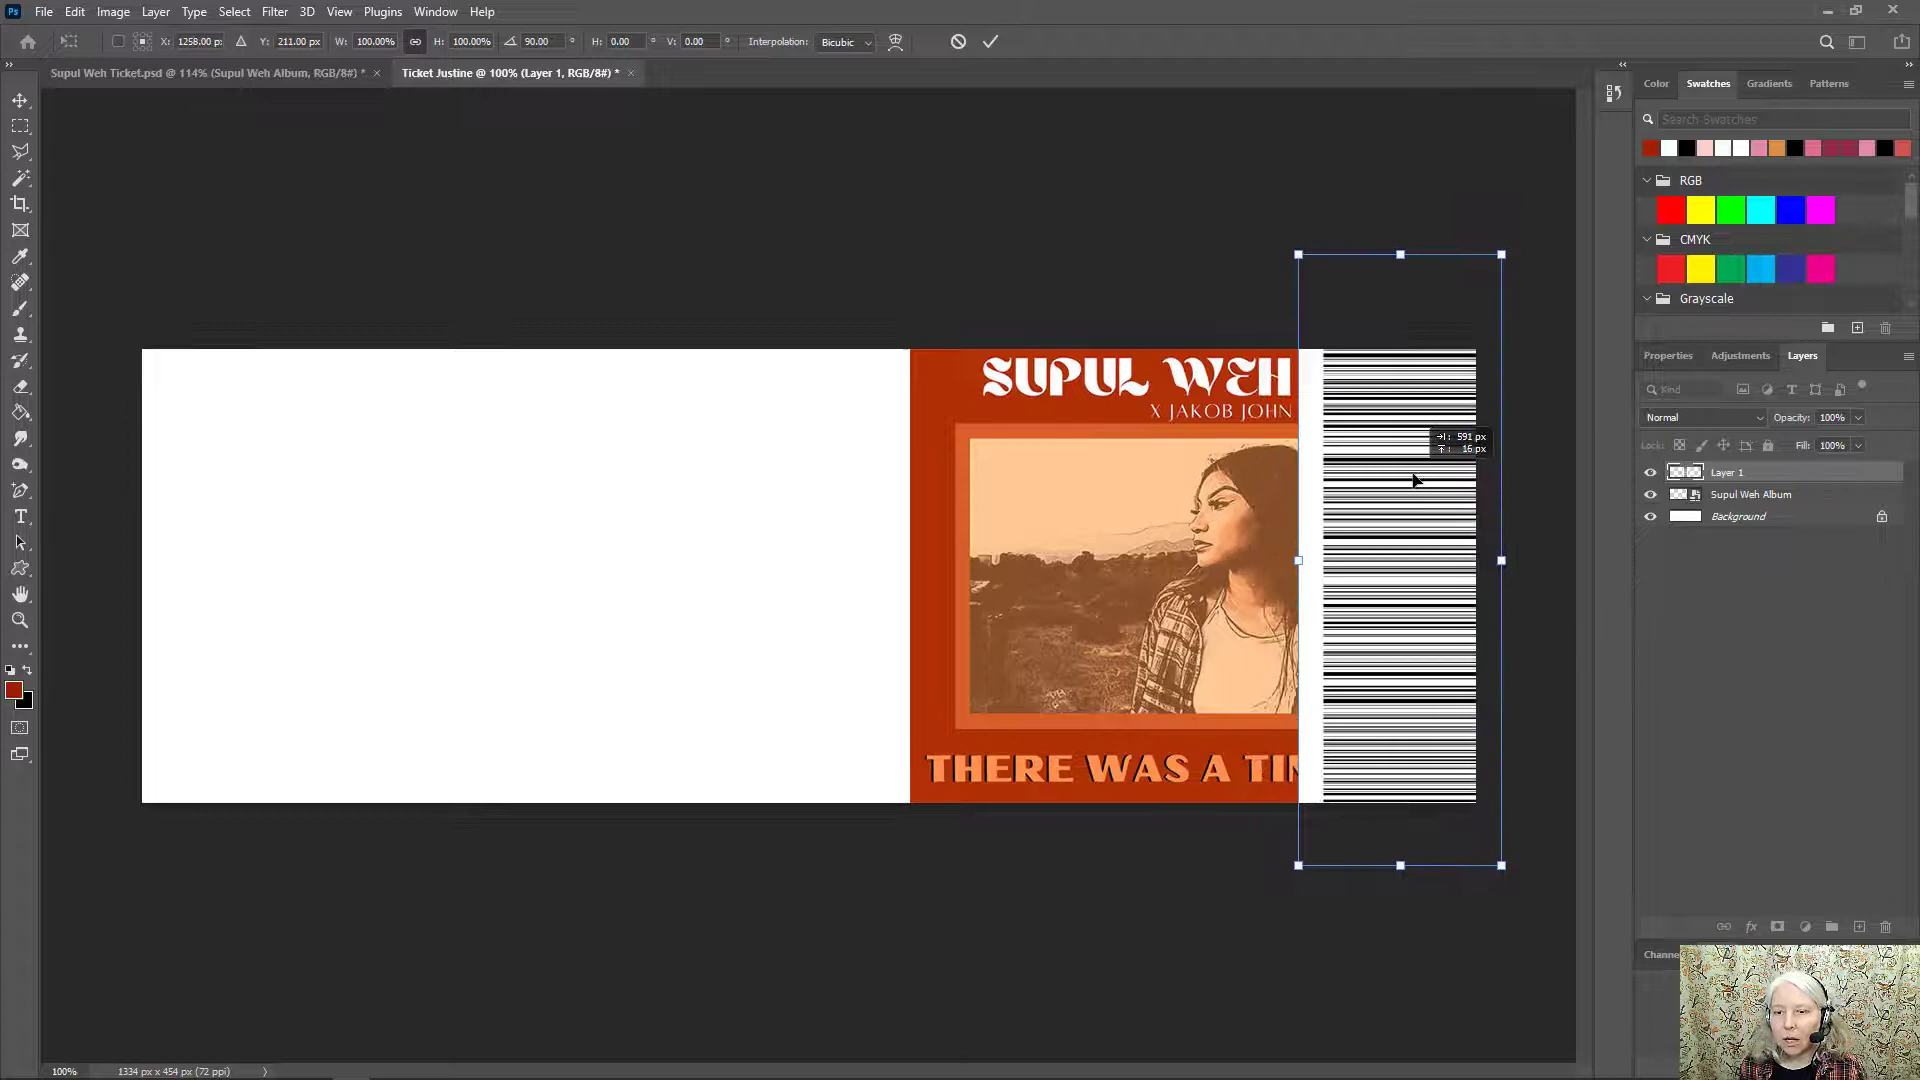 Ps File Edit Image Layer Type Select Filter 3D View Plugins Window Help
X: 1258.00 px Y: 211.00 px W: 100.00% H: 100.00% 90.00 ° H: 0.00 ° V: 0.00 ° Interpolation: Bicubic
Supul Weh Ticket.psd @ 114% (Supul Weh Album, RGB/8#) * × Ticket Justine @ 100% (Layer 1, RGB/8#) * ×
Color Swatches Gradients Patterns
Search Swatches
RGB
CMYK
Grayscale
Properties Adjustments Layers
Kind
Normal Opacity: 100%
Lock: Fill: 100%
Layer 1
Supul Weh Album
Background
SUPUL WEH
X JAKOB JOHN
591 px
16 px
THERE WAS A TIM
Channe
100% 1334 px x 454 px (72 ppi)